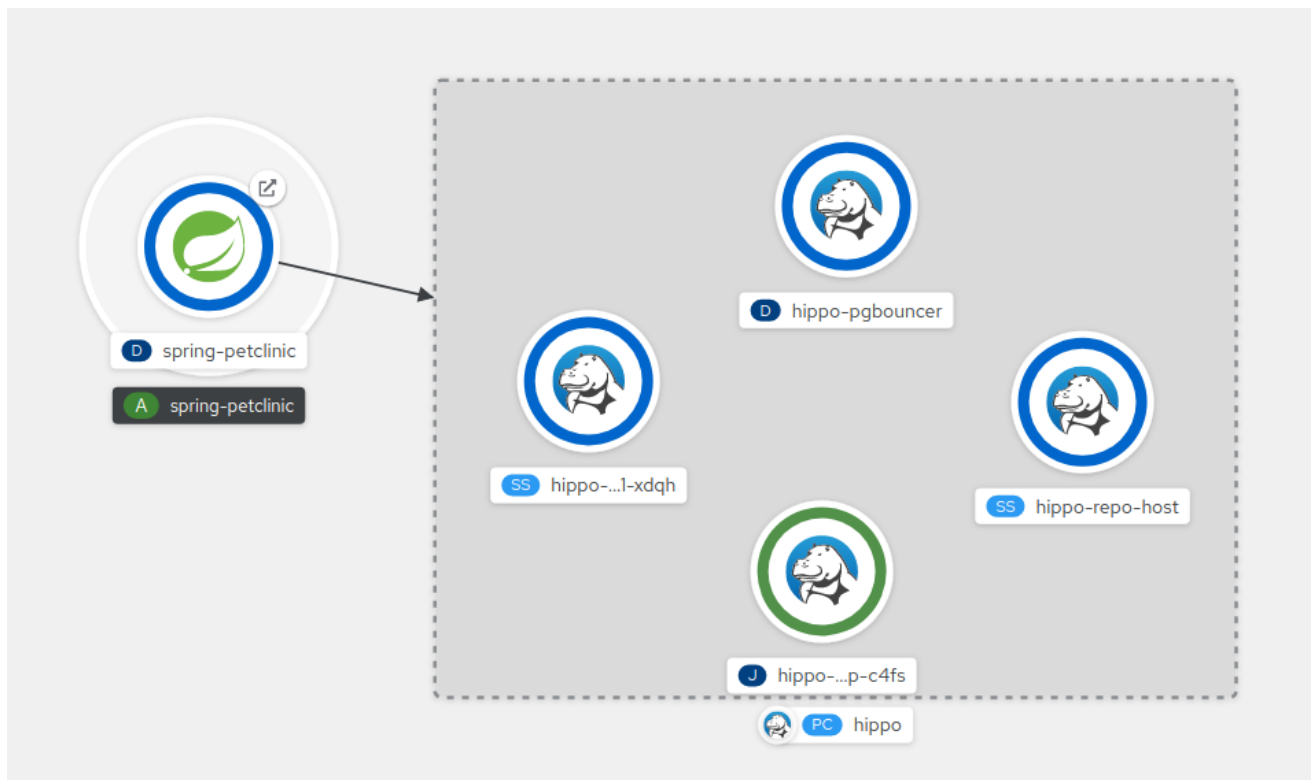 D spring-petclinic
A spring-petclinic
D hippo-pgbouncer
SS hippo-...1-xdqh
SS hippo-repo-host
J hippo-...p-c4fs
PC hippo